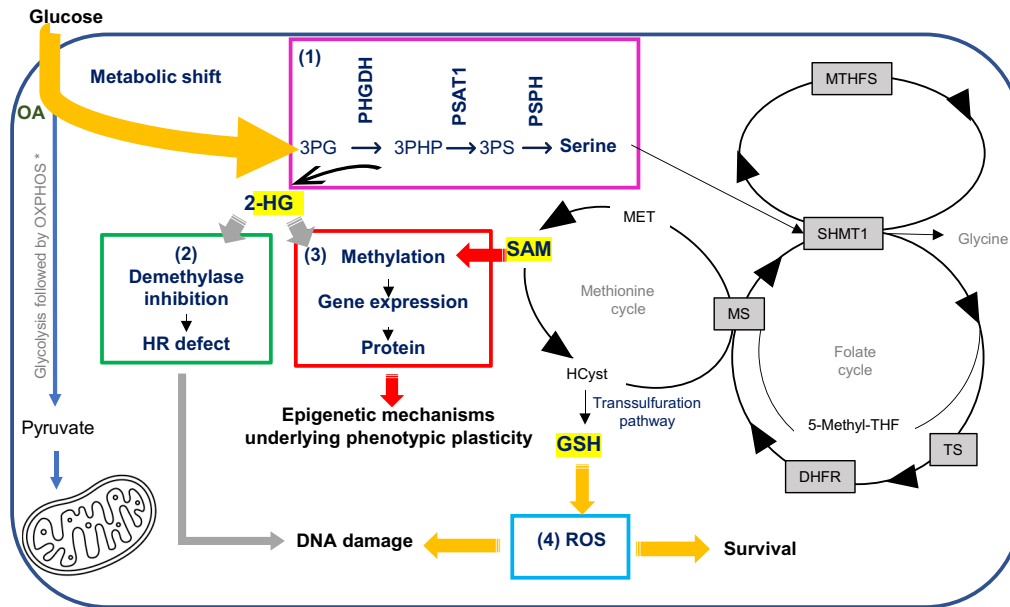 Glucose
Metabolic shift
OA
Glycolysis followed by OXPHOS *
Pyruvate
(1)
PHGDH
PSAT1
PSPH
3PG
3PHP
3PS
Serine
2-HG
(2)
Demethylase
inhibition
HR defect
(3)
Methylation
Gene expression
Protein
Epigenetic mechanisms
underlying phenotypic plasticity
SAM
MET
Methionine
cycle
HCyst
Transsulfuration
pathway
GSH
(4) ROS
DNA damage
Survival
MTHFS
SHMT1
Glycine
MS
Folate
cycle
5-Methyl-THF
TS
DHFR